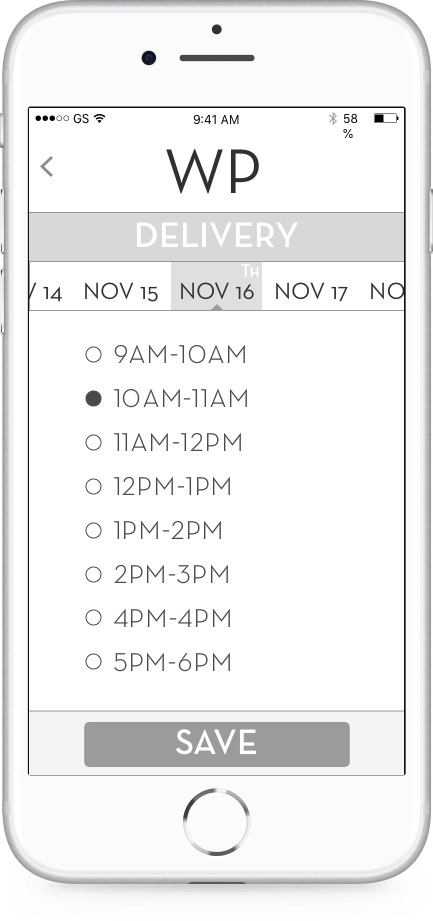 ●●●○○ GS 9:41 AM 58
%
WP
DELIVERY
TH
/ 14 NOV 15 NOV 16 NOV 17 NO
9AM-10AM
10AM-11AM
11AM-12PM
12PM-1PM
1PM-2PM
2PM-3PM
4PM-4PM
5PM-6PM
SAVE